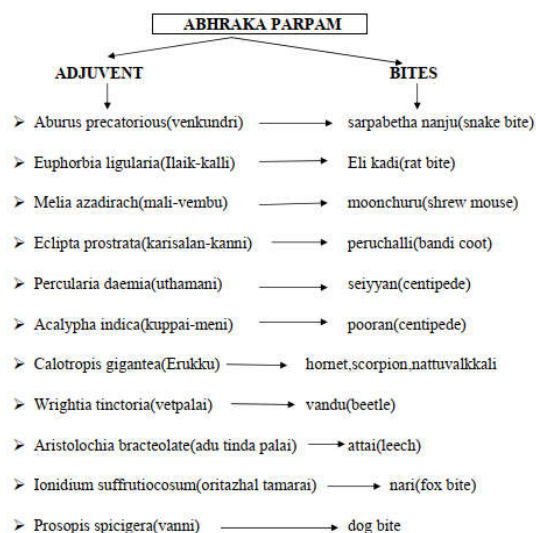 ABHRAKA PARPAM
ADJUVENT BITES
➤ Aburus precatorious(venkundri) sarpabetha nanju(snake bite)
➤ Euphorbia ligularia(Ilaik-kalli) Eli kadi(rat bite)
➤ Melia azadirach(mali-vembu) moonchuru(shrew mouse)
➤ Eclipta prostrata(karisalan-kanni) peruchalli(bandi coot)
➤ Percularia daemia(uthamani) seiyyan(centipede)
➤ Acalypha indica(kuppai-meni) pooran(centipede)
➤ Calotropis gigantea(Erukku) hornet,scorpion,nattuvalkkali
➤ Wrightia tinctoria(vetpalai) vandu(beetle)
➤ Aristolochia bracteolate(adu tinda palai) attai(leech)
➤ Ionidium suffrutiocosum(oritazhal tamarai) nari(fox bite)
➤ Prosopis spicigera(vanni) dog bite